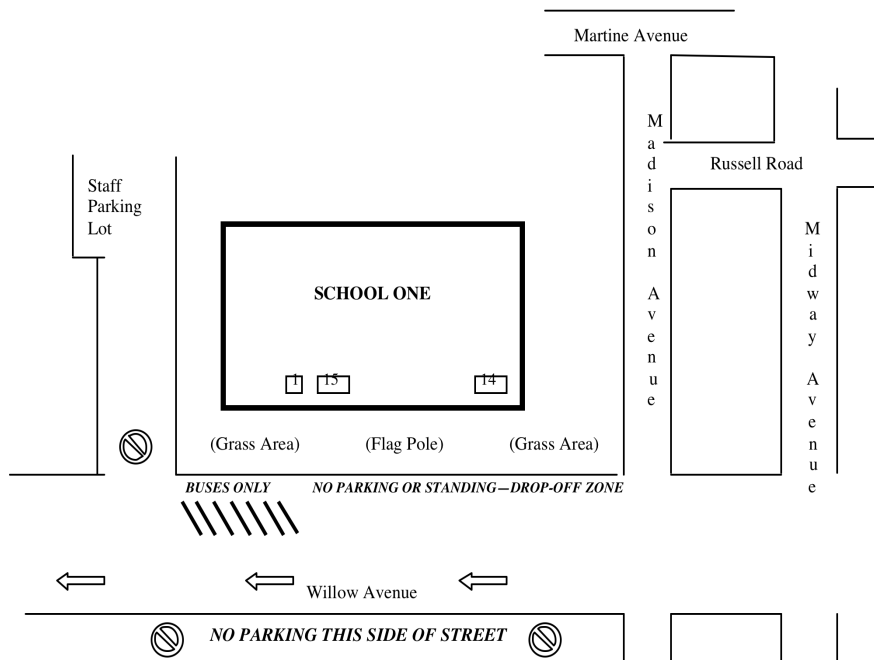 Martine Avenue
Madison Avenue
Russell Road
Staff
Parking
Lot
Midway Avenue
SCHOOL ONE
1
15
14
(Grass Area)
(Flag Pole)
(Grass Area)
BUSES ONLY
NO PARKING OR STANDING—DROP-OFF ZONE
Willow Avenue
NO PARKING THIS SIDE OF STREET